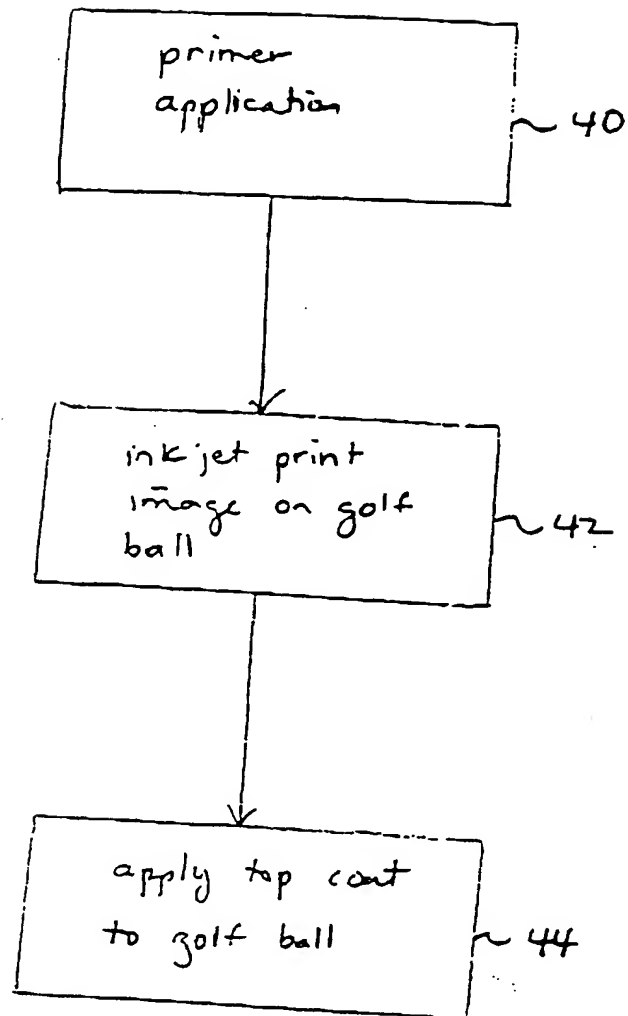 primer
application
40
inkjet print
image on golf
ball
42
apply top coat
to golf ball
44